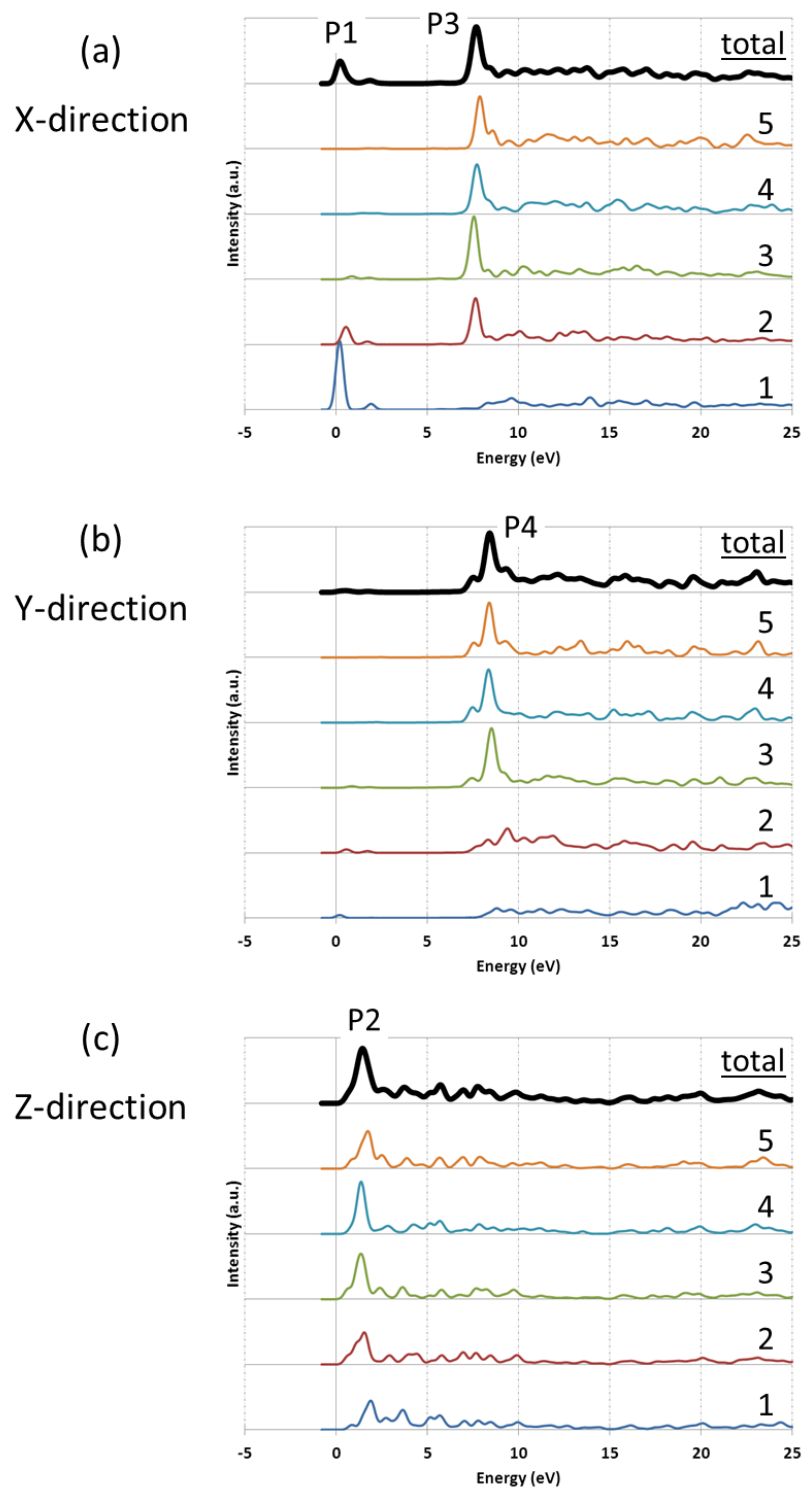 (a)
X-direction
P1
P3
total
5
4
3
2
1
Intensity (a.u.)
-5 0 5 10 15 20 25
Energy (eV)
(b)
Y-direction
P4
total
5
4
3
2
1
Intensity (a.u.)
-5 0 5 10 15 20 25
Energy (eV)
(c)
Z-direction
P2
total
5
4
3
2
1
Intensity (a.u.)
-5 0 5 10 15 20 25
Energy (eV)